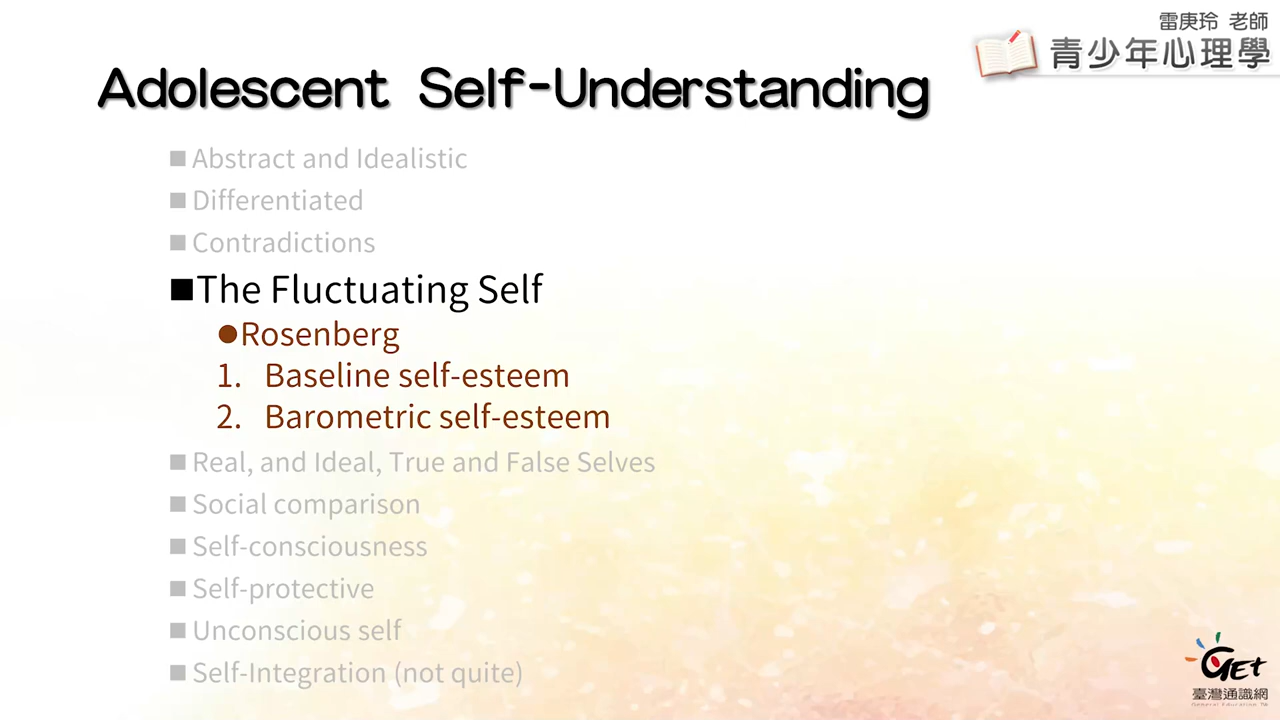 雷庚玲 老師
青少年心理學
Adolescent Self-Understanding
Abstract and Idealistic
Differentiated
Contradictions
The Fluctuating Self
Rosenberg
1. Baseline self-esteem
2. Barometric self-esteem
Real, and Ideal, True and False Selves
Social comparison
Self-consciousness
Self-protective
Unconscious self
Self-Integration (not quite)
GEt
臺灣通識網